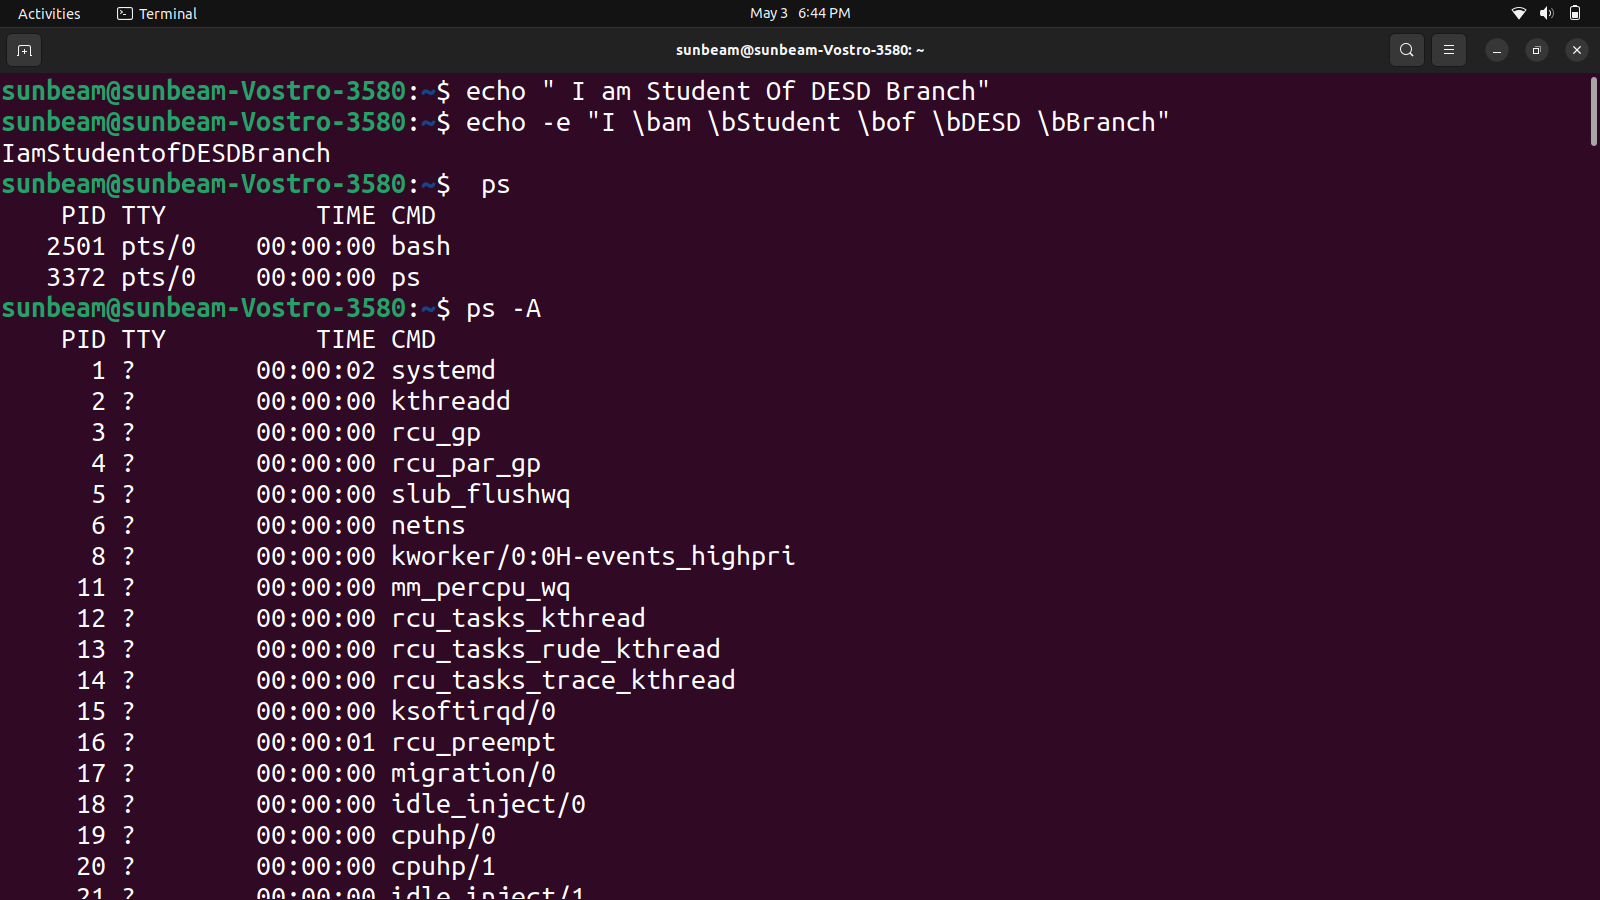 Activities Terminal May 3 6:44 PM
sunbeam@sunbeam-Vostro-3580: ~
sunbeam@sunbeam-Vostro-3580:~$ echo " I am Student Of DESD Branch"
sunbeam@sunbeam-Vostro-3580:~$ echo -e "I \bam \bStudent \bof \bDESD \bBranch"
IamStudentofDESDBranch
sunbeam@sunbeam-Vostro-3580:~$  ps
    PID TTY          TIME CMD
   2501 pts/0    00:00:00 bash
   3372 pts/0    00:00:00 ps
sunbeam@sunbeam-Vostro-3580:~$ ps -A
    PID TTY          TIME CMD
      1 ?        00:00:02 systemd
      2 ?        00:00:00 kthreadd
      3 ?        00:00:00 rcu_gp
      4 ?        00:00:00 rcu_par_gp
      5 ?        00:00:00 slub_flushwq
      6 ?        00:00:00 netns
      8 ?        00:00:00 kworker/0:0H-events_highpri
     11 ?        00:00:00 mm_percpu_wq
     12 ?        00:00:00 rcu_tasks_kthread
     13 ?        00:00:00 rcu_tasks_rude_kthread
     14 ?        00:00:00 rcu_tasks_trace_kthread
     15 ?        00:00:00 ksoftirqd/0
     16 ?        00:00:01 rcu_preempt
     17 ?        00:00:00 migration/0
     18 ?        00:00:00 idle_inject/0
     19 ?        00:00:00 cpuhp/0
     20 ?        00:00:00 cpuhp/1
     21 ?        00:00:00 idle_inject/1